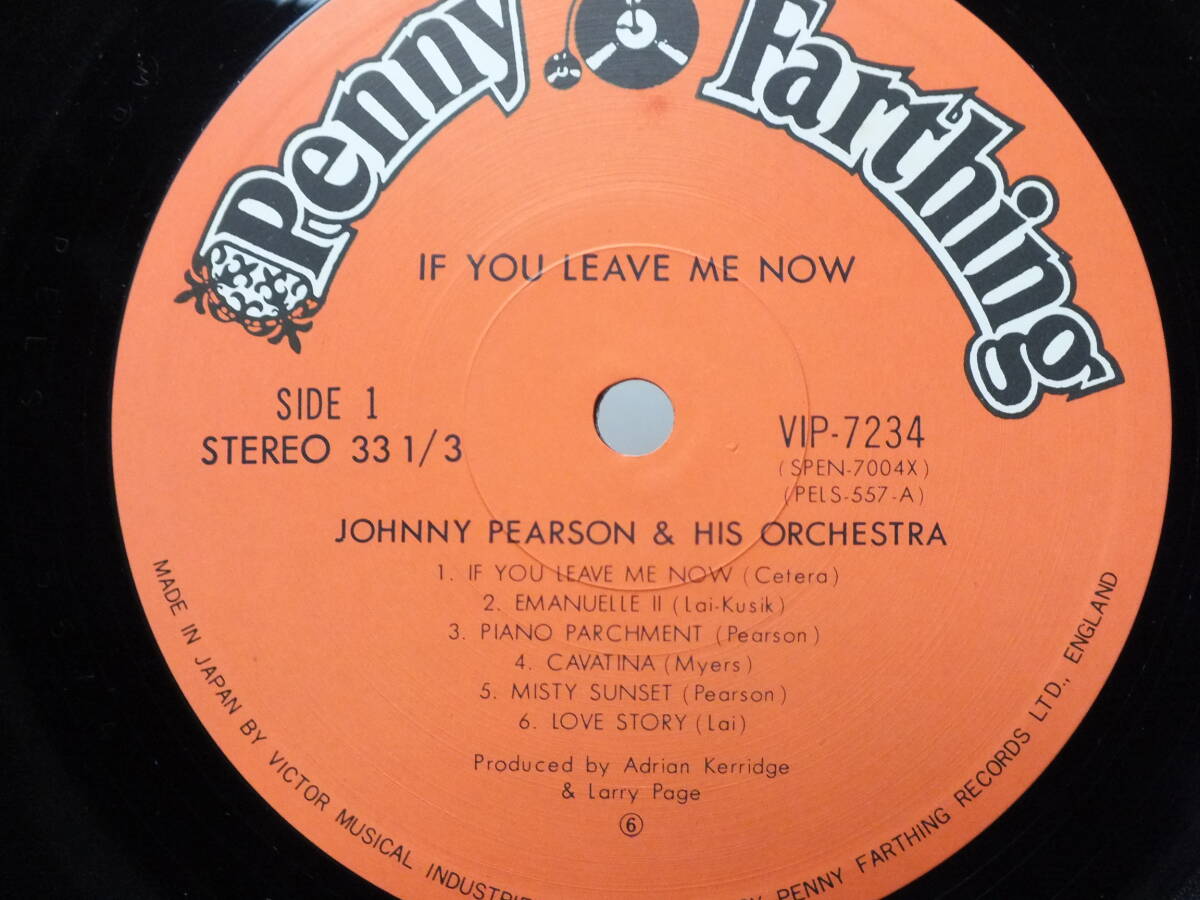 Penny Farthing
IF YOU LEAVE ME NOW
SIDE 1
STEREO 33 1/3
VIP-7234
(SPEN-7004X)
(PELS-557-A)
JOHNNY PEARSON & HIS ORCHESTRA
1. IF YOU LEAVE ME NOW (Cetera)
2. EMANUELLE II (Lai-Kusik)
3. PIANO PARCHMENT (Pearson)
4. CAVATINA (Myers)
5. MISTY SUNSET (Pearson)
6. LOVE STORY (Lai)
Produced by Adrian Kerridge
& Larry Page
⑥
MADE IN JAPAN BY VICTOR MUSICAL PENNY FARTHING RECORDS LTD., ENGLAND